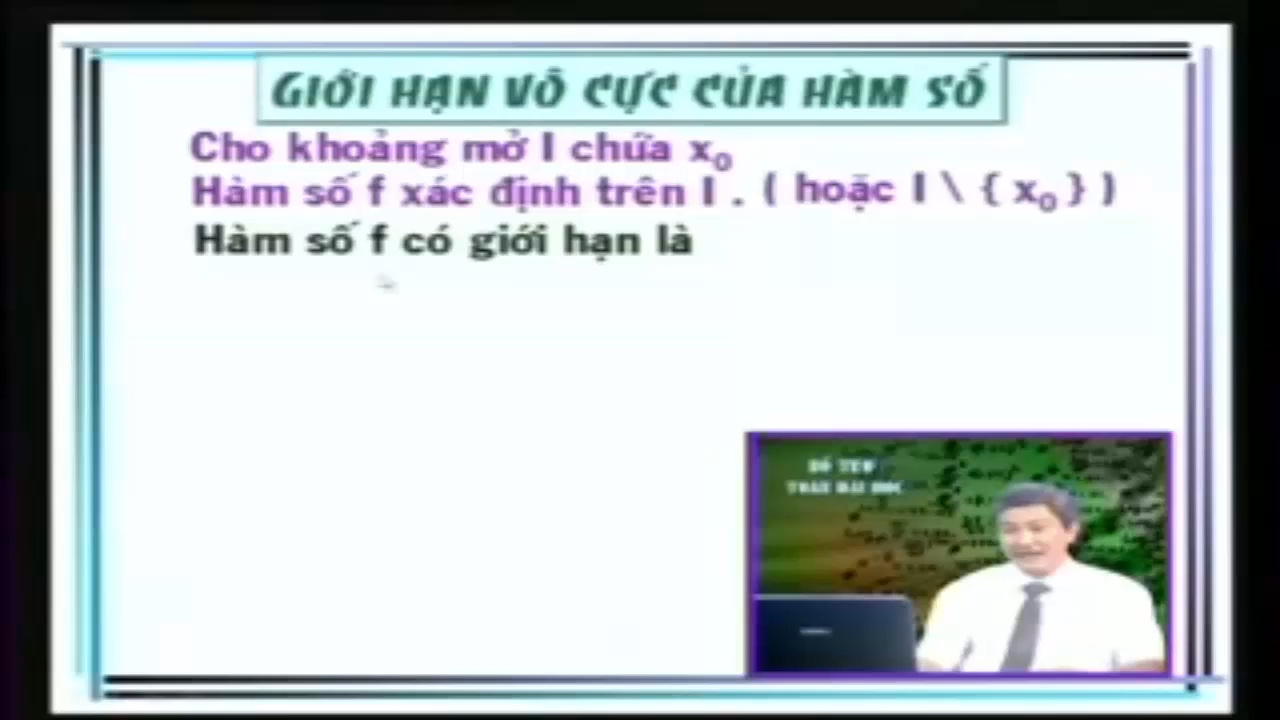 GIỚI HẠN VÔ CỰC CỦA HÀM SỐ
Cho khoảng mở I chứa x₀
Hàm số f xác định trên I . ( hoặc I \ { x₀ } )
Hàm số f có giới hạn là